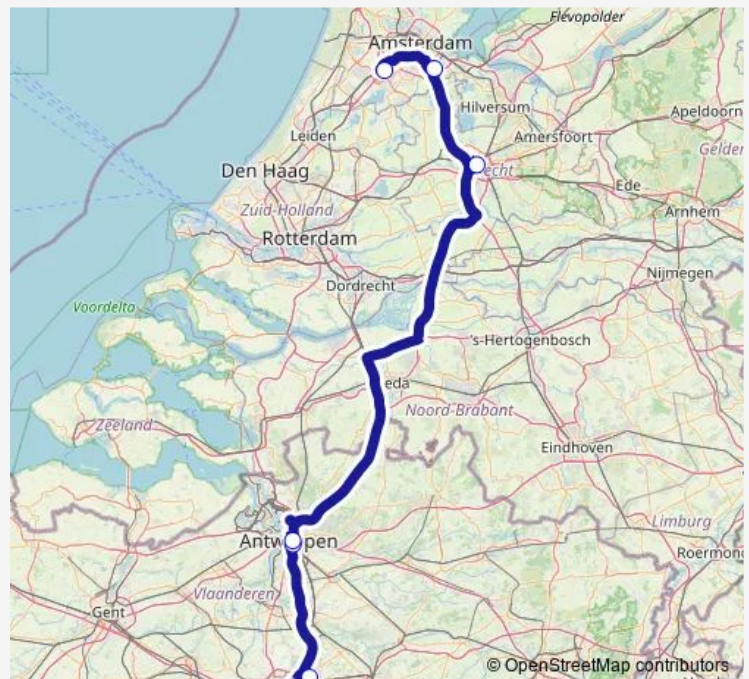 Flevopolder
Amsterdam
Hilversum
Apeldoorn
Leiden
Amersfoort
Gelder
Den Haag
echt
Ede
Zuid-Holland
Arnhem
Rotterdam
Nijmegen
Dordrecht
Voordelta
's-Hertogenbosch
eda
Zeeland
Noord-Brabant
Eindhoven
Limburg
Antw pen
Roermond
Vlaanderen
Gent
© OpenStreetMap contributors